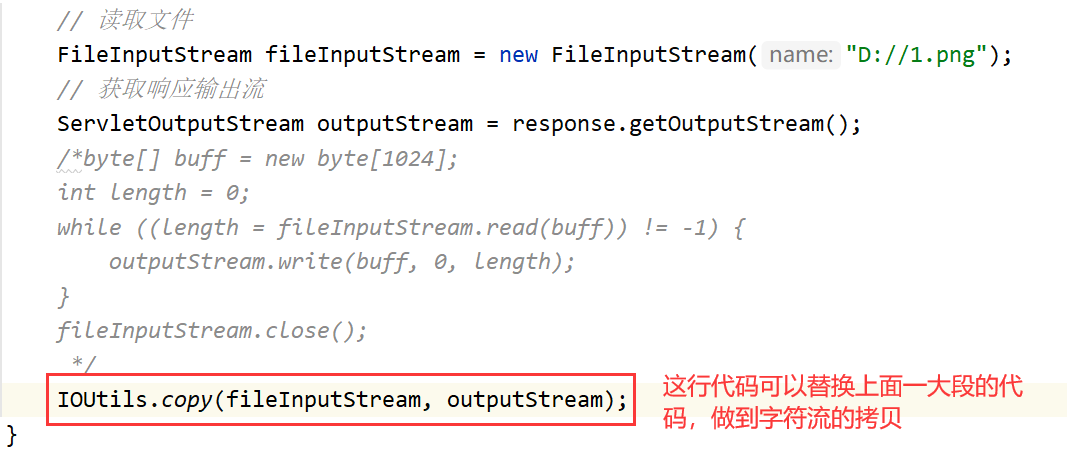 // 读取文件
FileInputStream fileInputStream = new FileInputStream( name: "D://1.png");
// 获取响应输出流
ServletOutputStream outputStream = response.getOutputStream();
/*byte[] buff = new byte[1024];
int length = 0;
while ((length = fileInputStream.read(buff)) != -1) {
    outputStream.write(buff, 0, length);
}
fileInputStream.close();
 */
IOUtils.copy(fileInputStream, outputStream);
这行代码可以替换上面一大段的代
码，做到字符流的拷贝
}